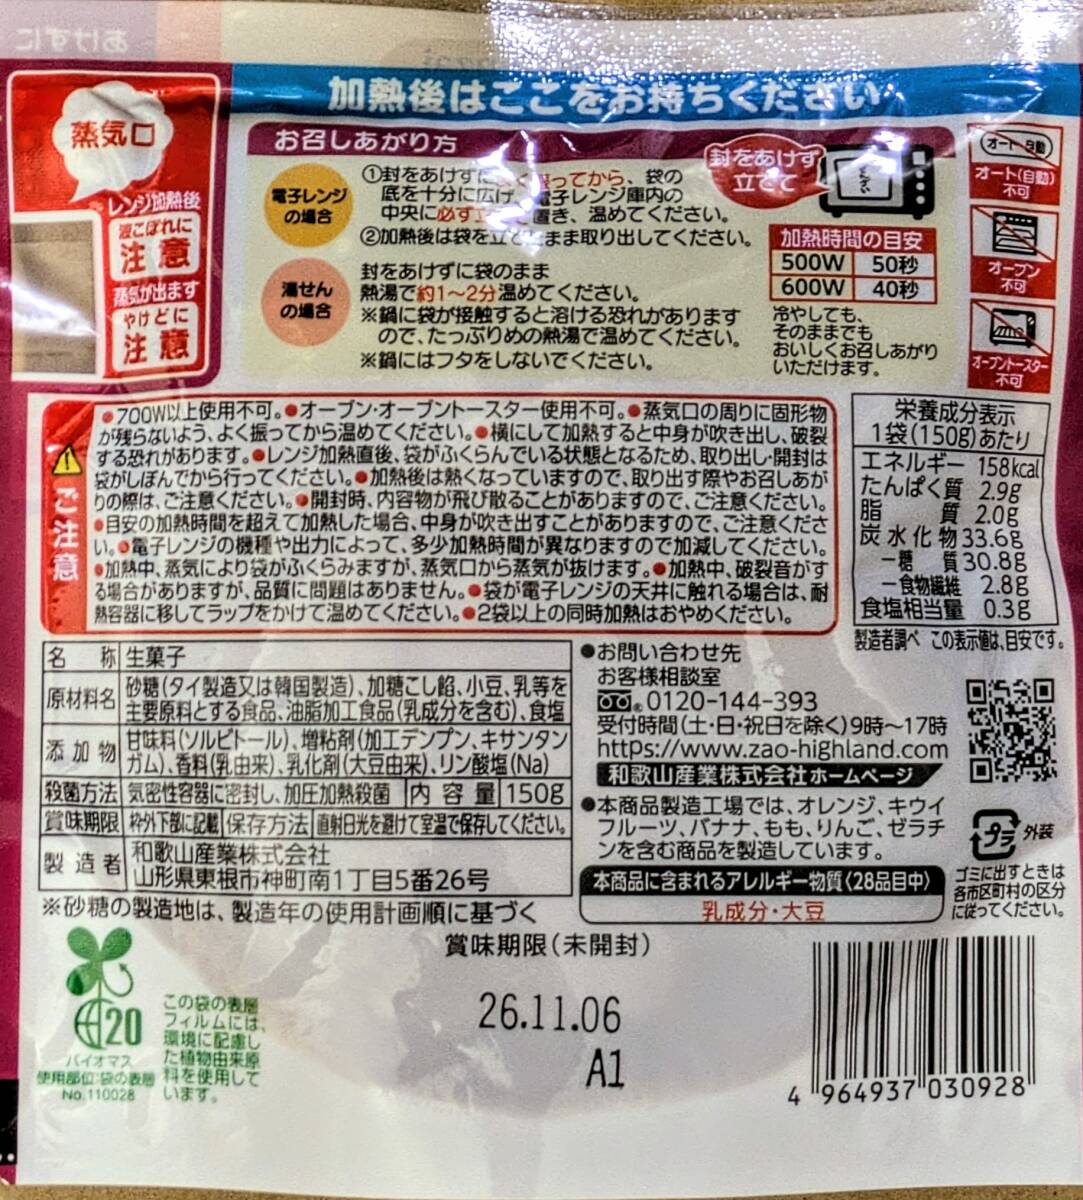 あけずに
加熱後はここをお持ちください
蒸気口
レンジ加熱後
液こぼれに
注意
蒸気が出ます
やけどに
注意
お召しあがり方
電子レンジ
の場合
①封をあけずに ってから、袋の
底を十分に広げ、電子レンジ庫内の
中央に必ず立 置き、温めてください。
②加熱後は袋を立てたまま取り出してください。
湯せん
の場合
封をあけずに袋のまま
熱湯で約1〜2分温めてください。
※鍋に袋が接触すると溶ける恐れがあります
ので、たっぷりめの熱湯で温めてください。
※鍋にはフタをしないでください。
封をあけず
立てて
加熱時間の目安
500W 50秒
600W 40秒
冷やしても、
そのままでも
おいしくお召しあがり
いただけます。
オート(自動)
不可
オーブン
不可
オーブントースター
不可
ご注意
●700W以上使用不可。●オーブン・オーブントースター使用不可。●蒸気口の周りに固形物
が残らないよう、よく振ってから温めてください。●横にして加熱すると中身が吹き出し、破裂
する恐れがあります。●レンジ加熱直後、袋がふくらんでいる状態となるため、取り出し・開封は
袋がしぼんでから行ってください。●加熱後は熱くなっていますので、取り出す際やお召しあが
りの際は、ご注意ください。●開封時、内容物が飛び散ることがありますので、ご注意ください。
●目安の加熱時間を超えて加熱した場合、中身が吹き出すことがありますので、ご注意くださ
い。●電子レンジの機種や出力によって、多少加熱時間が異なりますので加減してください。
●加熱中、蒸気により袋がふくらみますが、蒸気口から蒸気が抜けます。●加熱中、破裂音がす
る場合がありますが、品質に問題はありません。●袋が電子レンジの天井に触れる場合は、耐
熱容器に移してラップをかけて温めてください。●2袋以上の同時加熱はおやめください。
栄養成分表示
1袋(150g)あたり
エネルギー 158kcal
たんぱく質 2.9g
脂質 2.0g
炭水化物 33.6g
－糖質 30.8g
－食物繊維 2.8g
食塩相当量 0.3g
製造者調べ この表示値は、目安です。
名称 生菓子
原材料名 砂糖(タイ製造又は韓国製造)、加糖こし餡、小豆、乳等を
主要原料とする食品、油脂加工食品(乳成分を含む)、食塩
添加物 甘味料(ソルビトール)、増粘剤(加工デンプン、キサンタン
ガム)、香料(乳由来)、乳化剤(大豆由来)、リン酸塩(Na)
殺菌方法 気密性容器に密封し、加圧加熱殺菌 内容量 150g
賞味期限 枠外下部に記載 保存方法 直射日光を避けて室温で保存してください。
製造者 和歌山産業株式会社
山形県東根市神町南1丁目5番26号
※砂糖の製造地は、製造年の使用計画順に基づく
●お問い合わせ先
お客様相談室
0120-144-393
受付時間(土・日・祝日を除く)9時〜17時
https://www.zao-highland.com
和歌山産業株式会社ホームページ
●本商品製造工場では、オレンジ、キウイ
フルーツ、バナナ、もも、りんご、ゼラチ
ンを含む商品を製造しています。
本商品に含まれるアレルギー物質〈28品目中〉
乳成分・大豆
プラ 外装
ゴミに出すときは
各市区町村の区分
に従ってください。
賞味期限(未開封)
26.11.06
A1
20
バイオマス
使用部位:袋の表層
No.110028
この袋の表層
フィルムには、
環境に配慮し
た植物由来原
料を使用して
います。
4 964937 030928